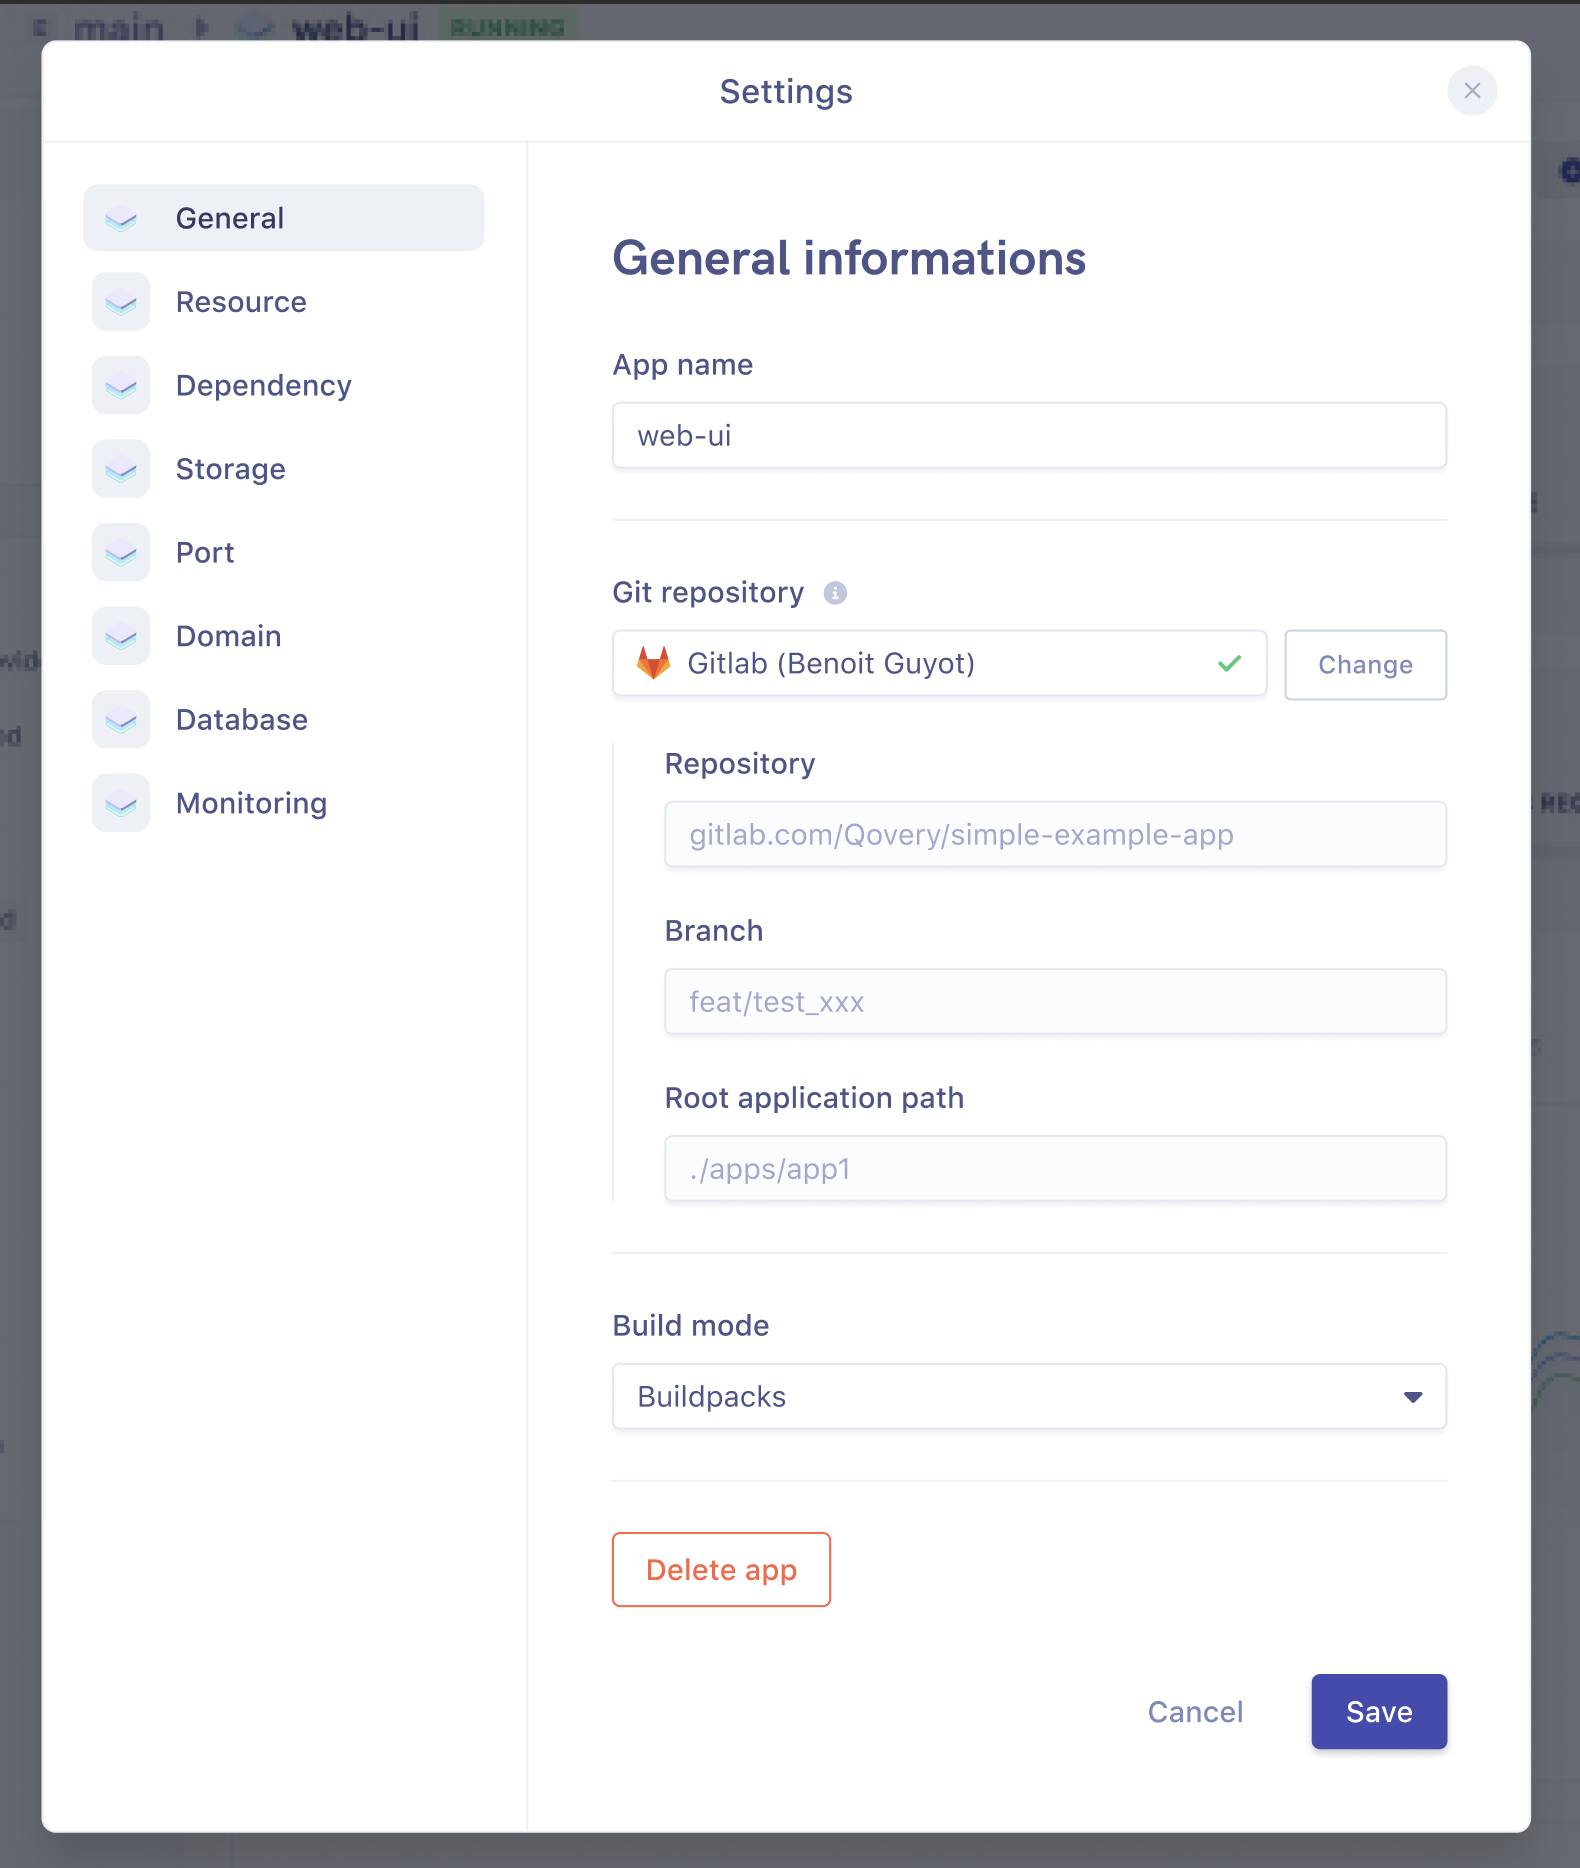 main web-ui RUNNING
Settings
General
Resource
Dependency
Storage
Port
Domain
Database
Monitoring
General informations
App name
web-ui
Git repository
Gitlab (Benoit Guyot)
Change
Repository
gitlab.com/Qovery/simple-example-app
Branch
feat/test_xxx
Root application path
./apps/app1
Build mode
Buildpacks
Delete app
Cancel
Save